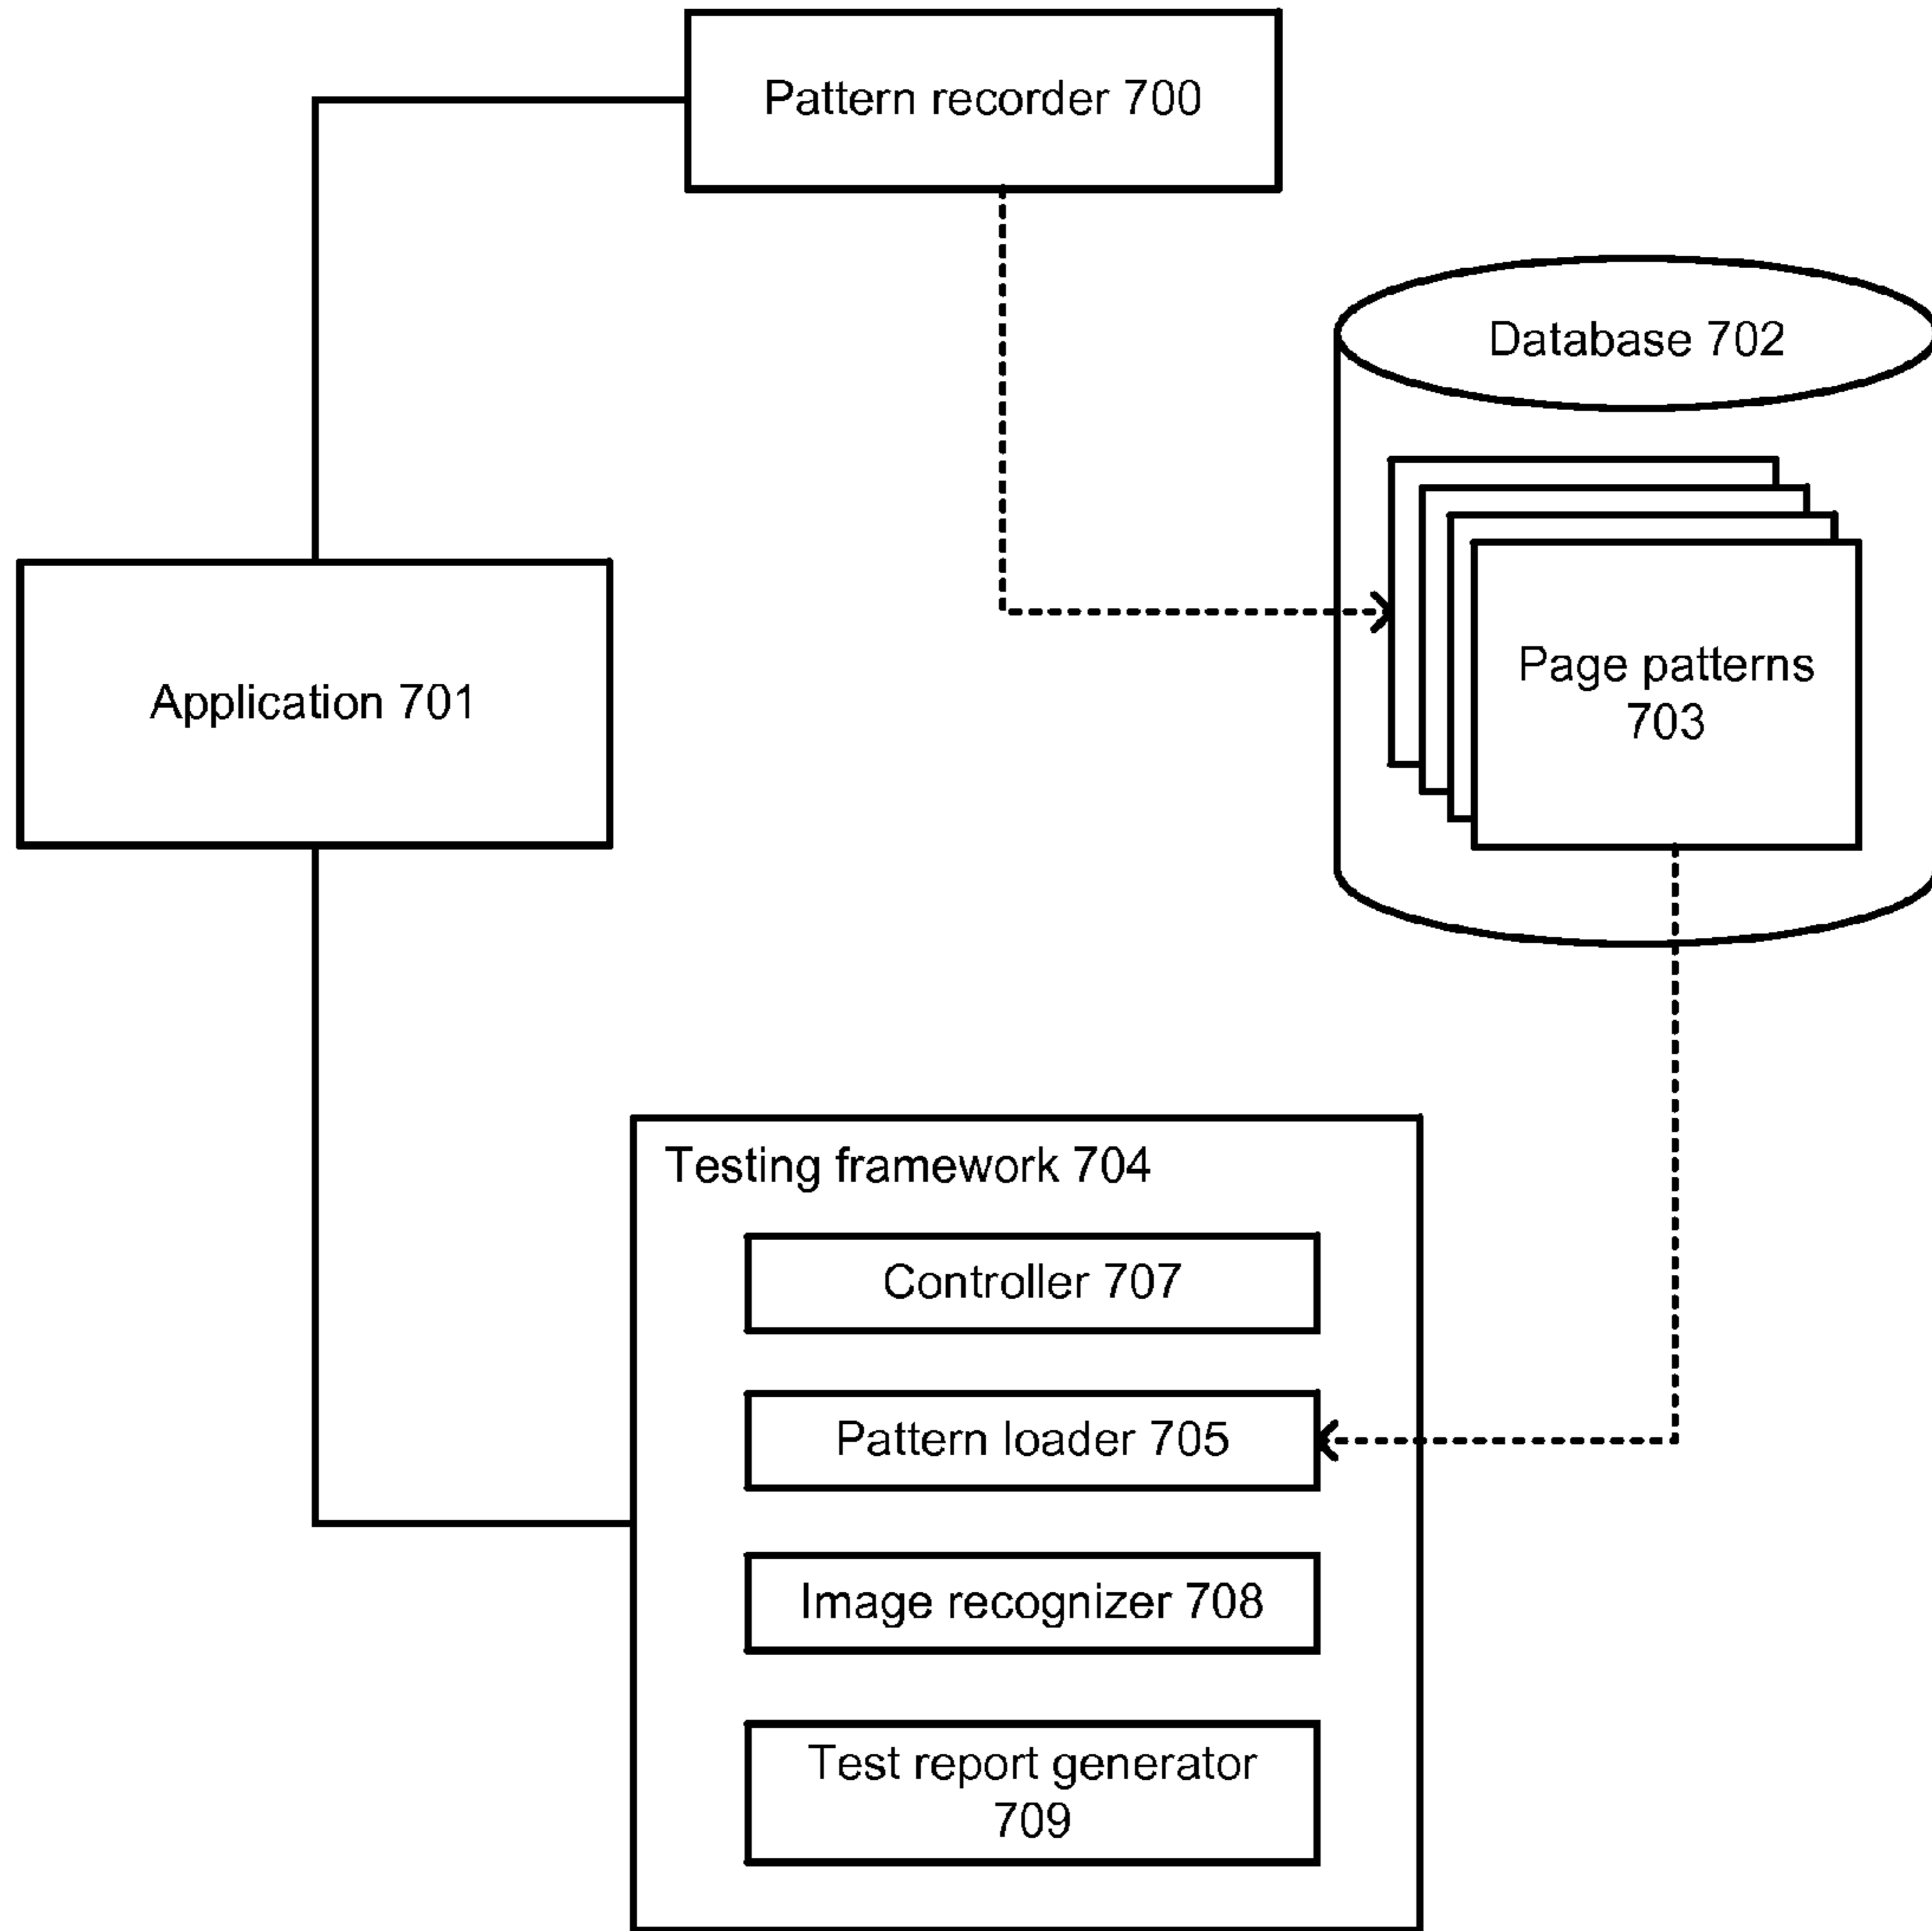 Pattern recorder 700
Database 702
Page patterns
703
Application 701
Testing framework 704
Controller 707
Pattern loader 705
Image recognizer 708
Test report generator
709